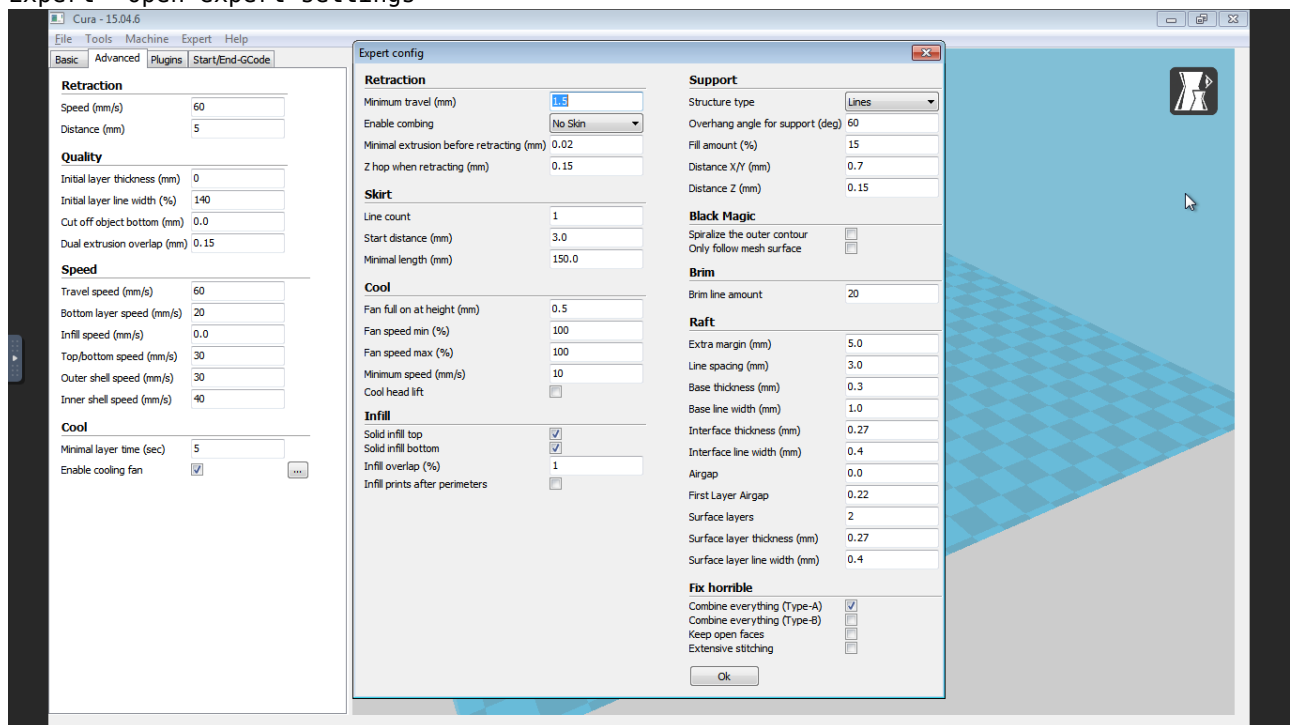 Expert - open expert settings
Cura - 15.04.6
File Tools Machine Expert Help
Basic Advanced Plugins Start/End-GCode
Retraction
Speed (mm/s) 60
Distance (mm) 5
Quality
Initial layer thickness (mm) 0
Initial layer line width (%) 140
Cut off object bottom (mm) 0.0
Dual extrusion overlap (mm) 0.15
Speed
Travel speed (mm/s) 60
Bottom layer speed (mm/s) 20
Infill speed (mm/s) 0.0
Top/bottom speed (mm/s) 30
Outer shell speed (mm/s) 30
Inner shell speed (mm/s) 40
Cool
Minimal layer time (sec) 5
Enable cooling fan ...
Expert config
Retraction
Minimum travel (mm) 1.5
Enable combing No Skin
Minimal extrusion before retracting (mm) 0.02
Z hop when retracting (mm) 0.15
Skirt
Line count 1
Start distance (mm) 3.0
Minimal length (mm) 150.0
Cool
Fan full on at height (mm) 0.5
Fan speed min (%) 100
Fan speed max (%) 100
Minimum speed (mm/s) 10
Cool head lift
Infill
Solid infill top
Solid infill bottom
Infill overlap (%) 1
Infill prints after perimeters
Support
Structure type Lines
Overhang angle for support (deg) 60
Fill amount (%) 15
Distance X/Y (mm) 0.7
Distance Z (mm) 0.15
Black Magic
Spiralize the outer contour
Only follow mesh surface
Brim
Brim line amount 20
Raft
Extra margin (mm) 5.0
Line spacing (mm) 3.0
Base thickness (mm) 0.3
Base line width (mm) 1.0
Interface thickness (mm) 0.27
Interface line width (mm) 0.4
Airgap 0.0
First Layer Airgap 0.22
Surface layers 2
Surface layer thickness (mm) 0.27
Surface layer line width (mm) 0.4
Fix horrible
Combine everything (Type-A)
Combine everything (Type-B)
Keep open faces
Extensive stitching
Ok